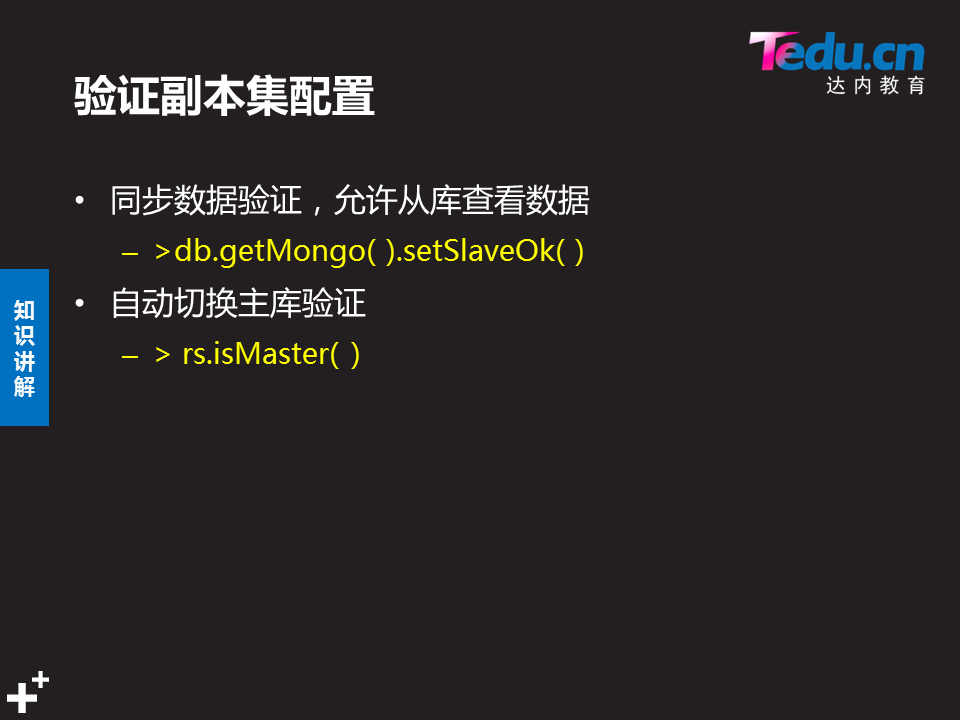 Tedu.cn
达内教育
验证副本集配置
• 同步数据验证，允许从库查看数据
– >db.getMongo( ).setSlaveOk( )
• 自动切换主库验证
– > rs.isMaster( )
知
识
讲
解